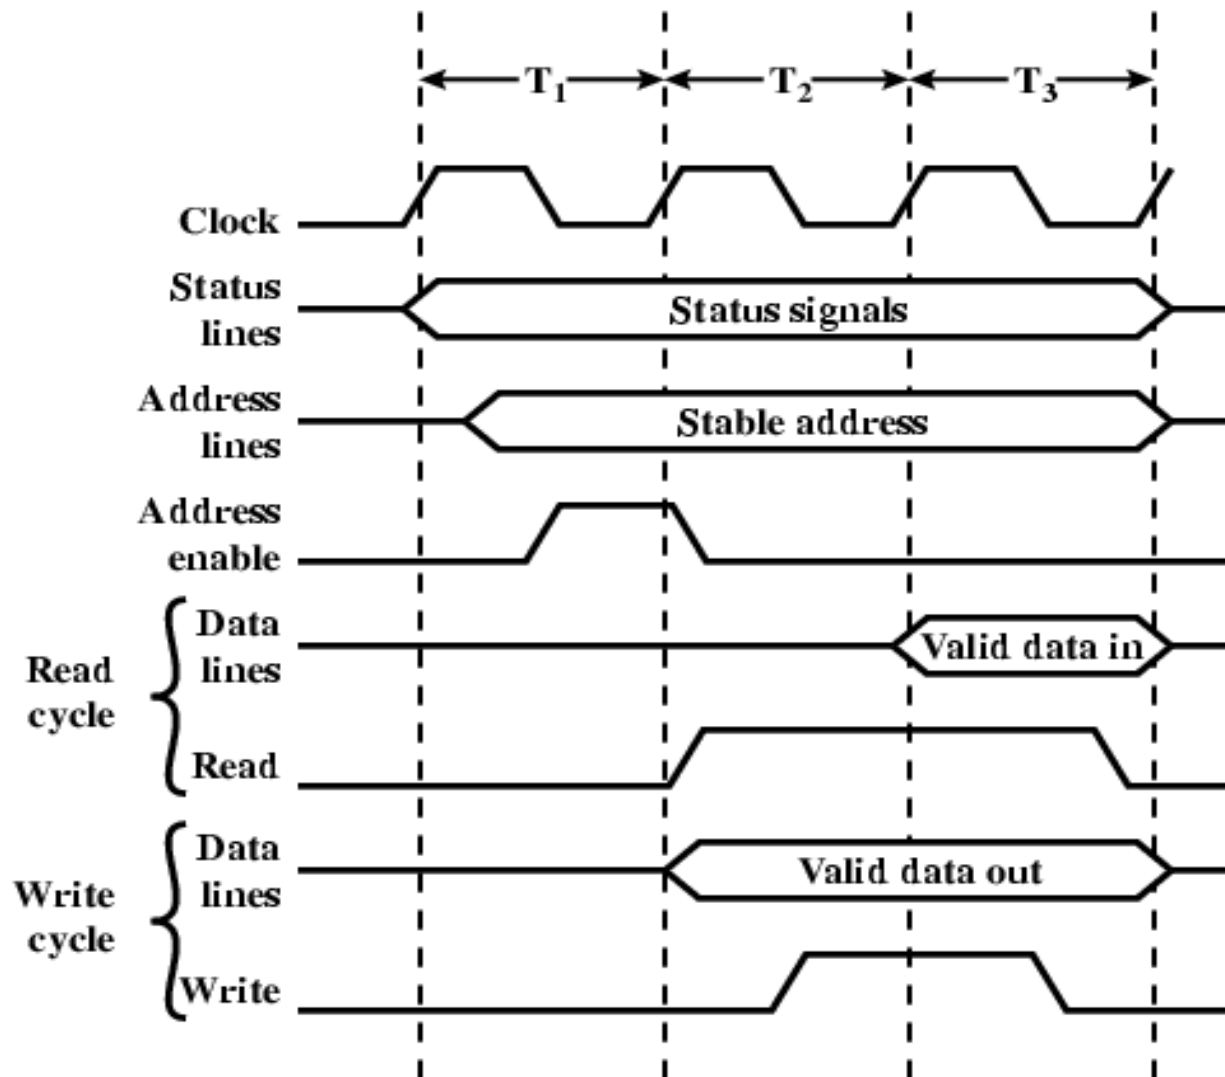 T1 T2 T3
Clock
Status
lines
Status signals
Address
lines
Stable address
Address
enable
Read
cycle
Data
lines
Valid data in
Read
Write
cycle
Data
lines
Valid data out
Write